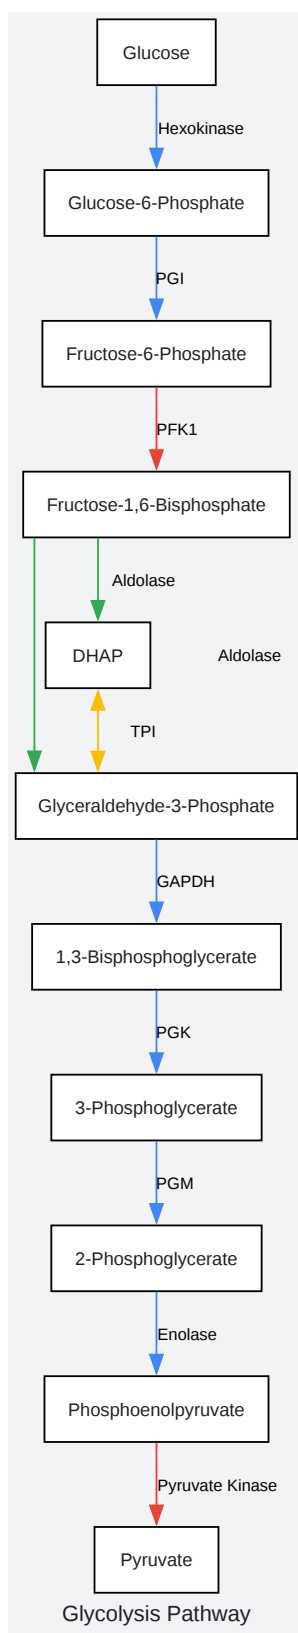 Glucose
Hexokinase
Glucose-6-Phosphate
PGI
Fructose-6-Phosphate
PFK1
Fructose-1,6-Bisphosphate
Aldolase
DHAP
Aldolase
TPI
Glyceraldehyde-3-Phosphate
GAPDH
1,3-Bisphosphoglycerate
PGK
3-Phosphoglycerate
PGM
2-Phosphoglycerate
Enolase
Phosphoenolpyruvate
Pyruvate Kinase
Pyruvate
Glycolysis Pathway